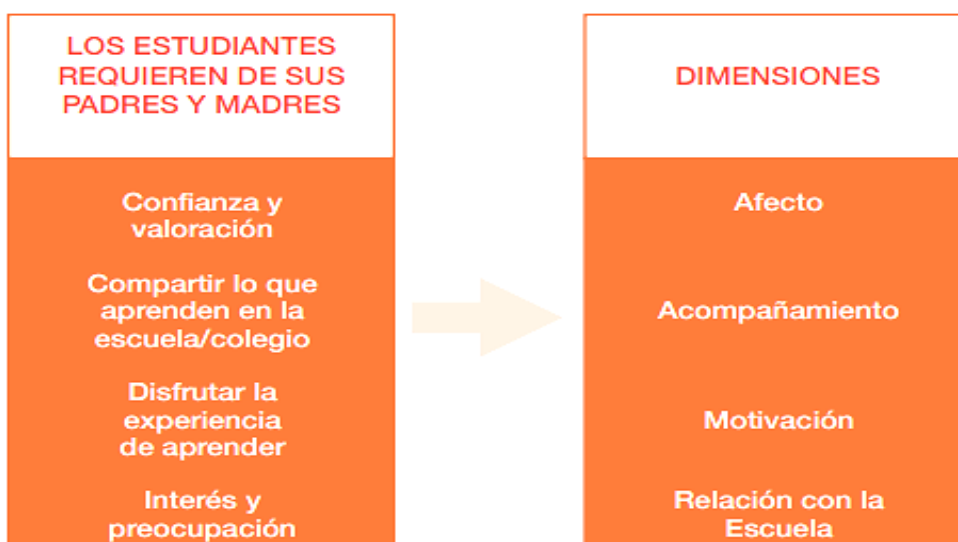 LOS ESTUDIANTES
REQUIEREN DE SUS
PADRES Y MADRES
Confianza y
valoración
Compartir lo que
aprenden en la
escuela/colegio
Disfrutar la
experiencia
de aprender
Interés y
preocupación
DIMENSIONES
Afecto
Acompañamiento
Motivación
Relación con la
Escuela